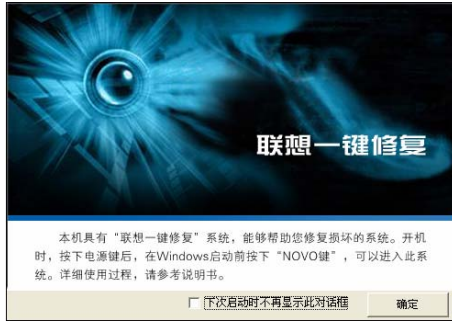 联想一键修复
本机具有“联想一键修复”系统，能够帮助您修复损坏的系统。开机
时，按下电源键后，在Windows启动前按下“NOVO键”，可以进入此系
统。详细使用过程，请参考说明书。
下次启动时不再显示此对话框 确定